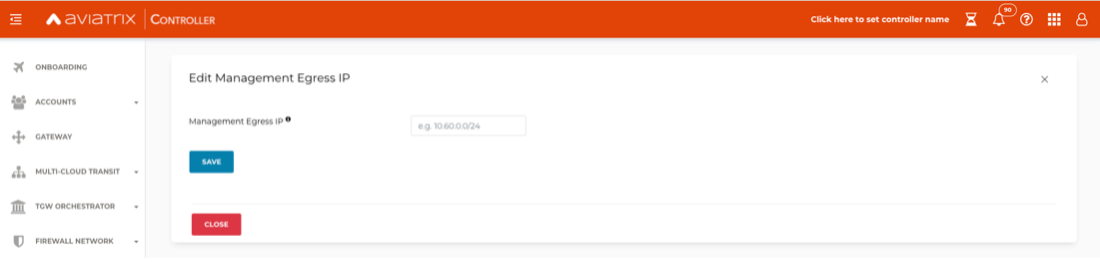 aviatrix | CONTROLLER
Click here to set controller name
90
ONBOARDING
ACCOUNTS
GATEWAY
MULTI-CLOUD TRANSIT
TGW ORCHESTRATOR
FIREWALL NETWORK
Edit Management Egress IP
Management Egress IP
e.g. 10.60.0.0/24
SAVE
CLOSE